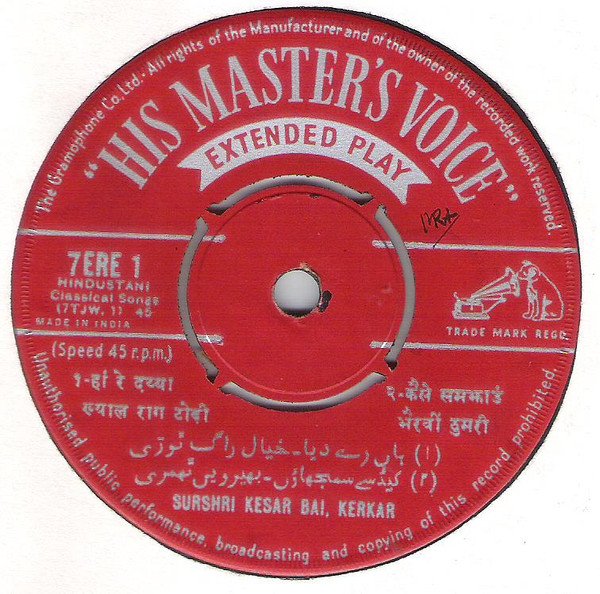 The Gramophone Co. Ltd. · All rights of the Manufacturer and of the owner of the recorded work reserved.
"HIS MASTER'S VOICE"
EXTENDED PLAY
7ERE 1
HINDUSTANI
Classical Songs
(7TJW. 1) 45
MADE IN INDIA
TRADE MARK REGD
(Speed 45 r.p.m.)
१-हां रे दय्या
ख्याल राग टोडी
२-कैसे समझाउं
भैरवीं ठुमरी
(۱) ہاں رے دیا - خیال راگ ٹوڑی
(۲) کیسے سمجھاؤں - بھیرویں ٹھمری
SURSHRI KESAR BAI, KERKAR
Unauthorised public performance, broadcasting and copying of this record prohibited.